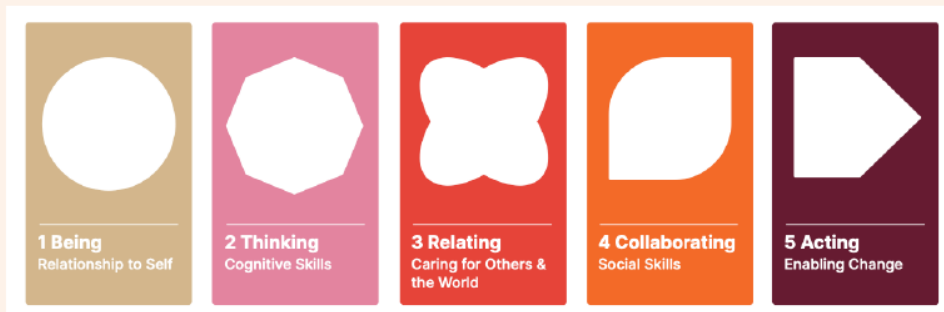 1 Being
Relationship to Self
2 Thinking
Cognitive Skills
3 Relating
Caring for Others &
the World
4 Collaborating
Social Skills
5 Acting
Enabling Change